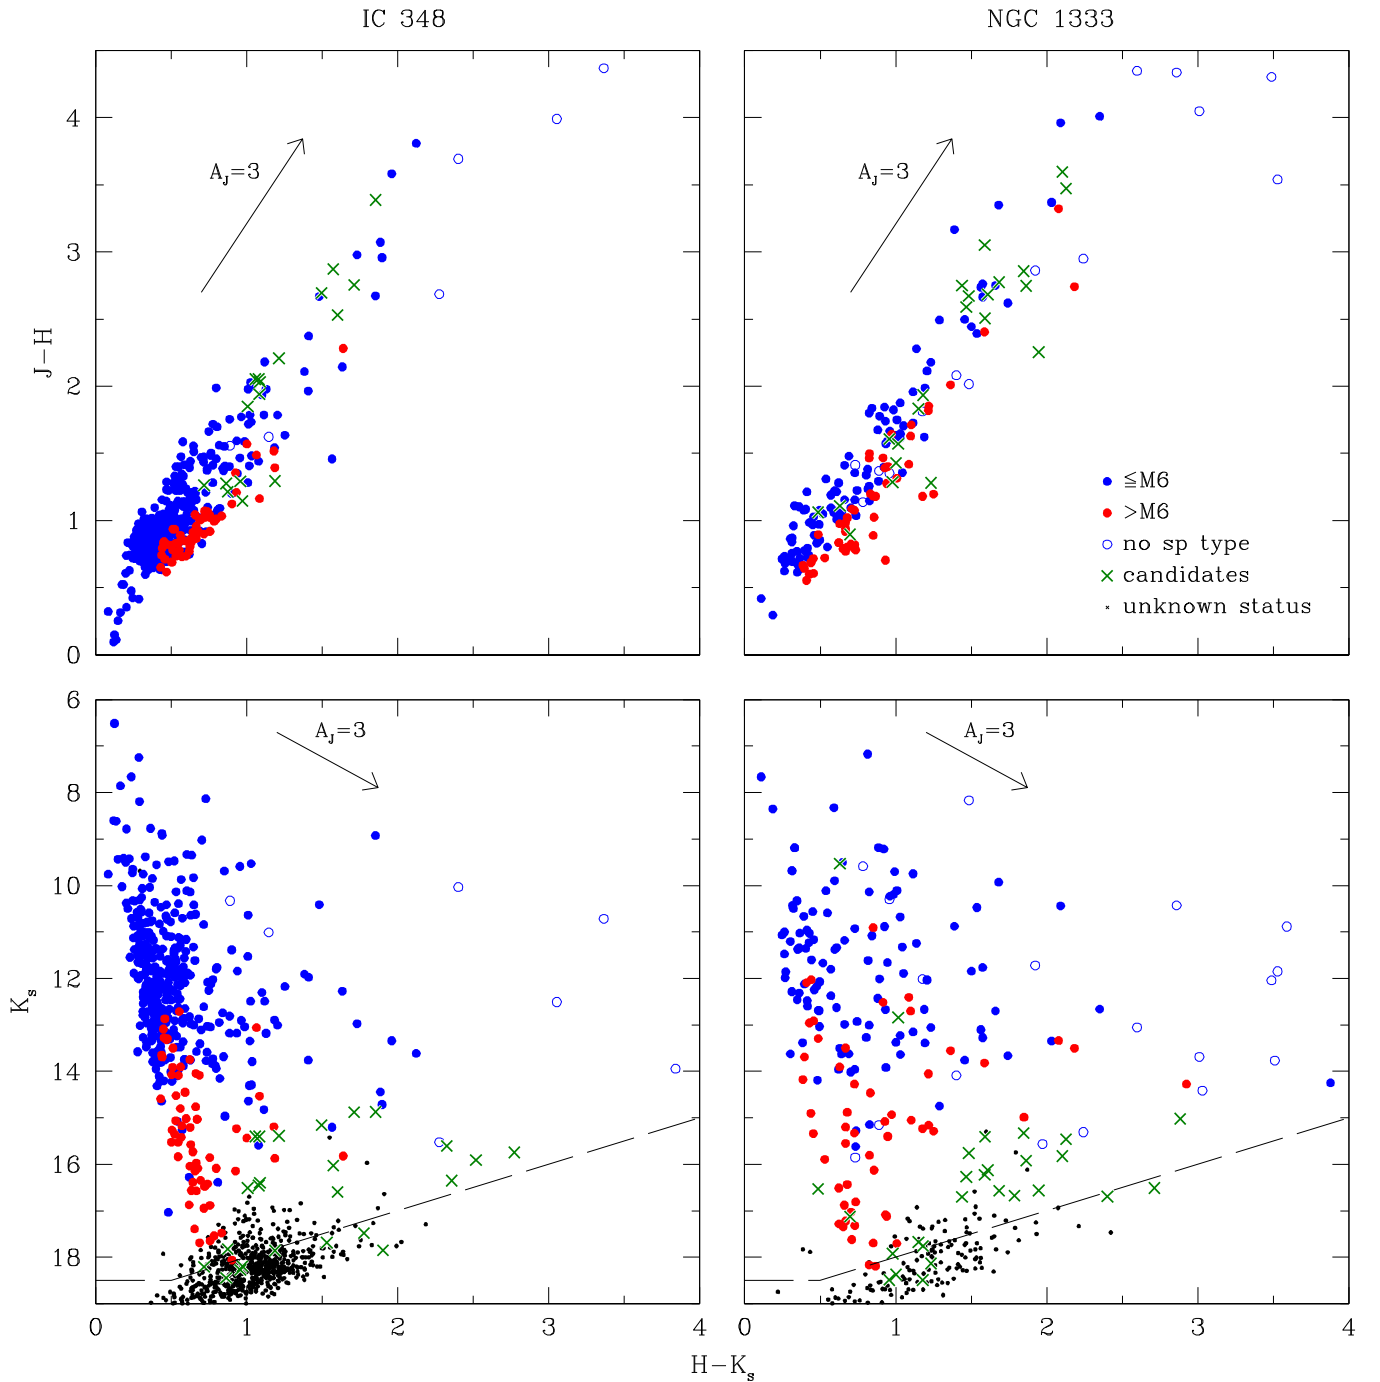 IC 348
NGC 1333
4
3
2
1
0
J−H
A_J=3
A_J=3
≦M6
>M6
no sp type
candidates
unknown status
6
8
10
12
14
16
18
K_s
A_J=3
A_J=3
0 1 2 3 4
0 1 2 3 4
H−K_s